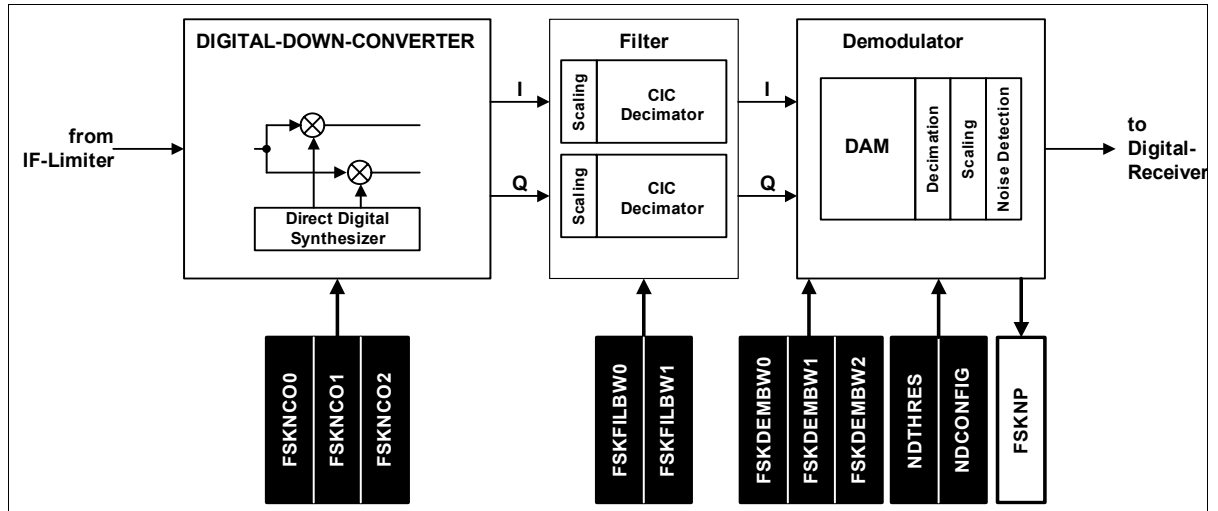 DIGITAL-DOWN-CONVERTER
Filter
Demodulator
from
IF-Limiter
Direct Digital
Synthesizer
I
Q
Scaling
CIC
Decimator
Scaling
CIC
Decimator
I
Q
DAM
Decimation
Scaling
Noise Detection
to
Digital-
Receiver
FSKNCO0
FSKNCO1
FSKNCO2
FSKFILBW0
FSKFILBW1
FSKDEMBW0
FSKDEMBW1
FSKDEMBW2
NDTHRES
NDCONFIG
FSKNP